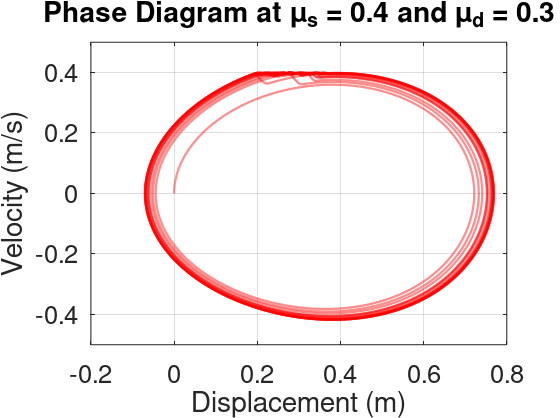 Phase Diagram at μs = 0.4 and μd = 0.3
Velocity (m/s)
0.4
0.2
0
-0.2
-0.4
-0.2 0 0.2 0.4 0.6 0.8
Displacement (m)